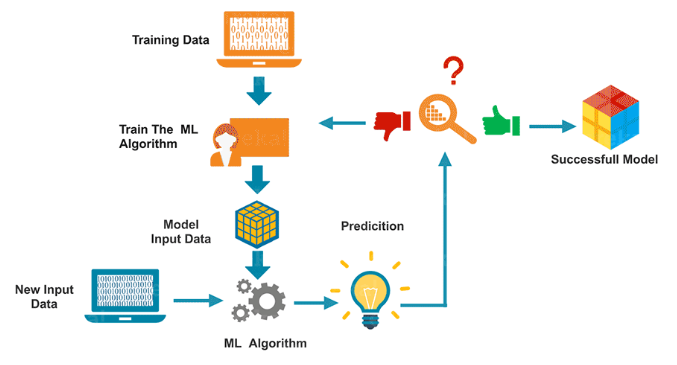 Training Data
?
Train The ML
Algorithm
Successfull Model
Model
Input Data
Predicition
New Input
Data
ML Algorithm